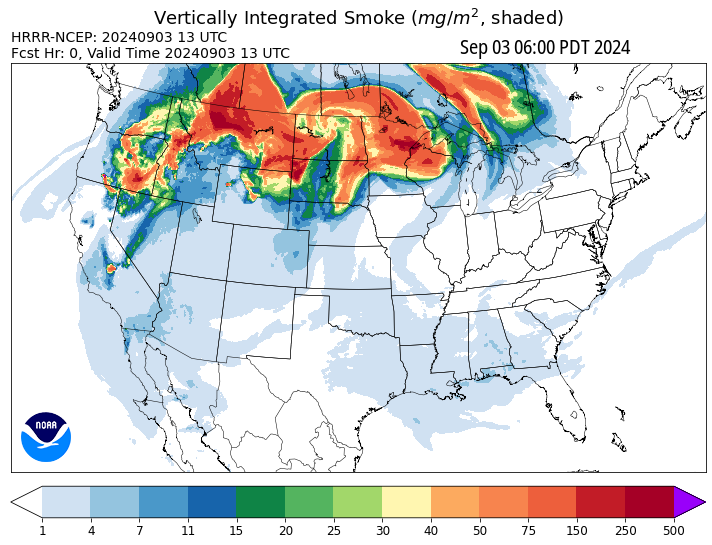 Vertically Integrated Smoke (mg/m², shaded)
HRRR-NCEP: 20240903 13 UTC
Fcst Hr: 0, Valid Time 20240903 13 UTC
Sep 03 06:00 PDT 2024
NOAA
1 4 7 11 15 20 25 30 40 50 75 150 250 500